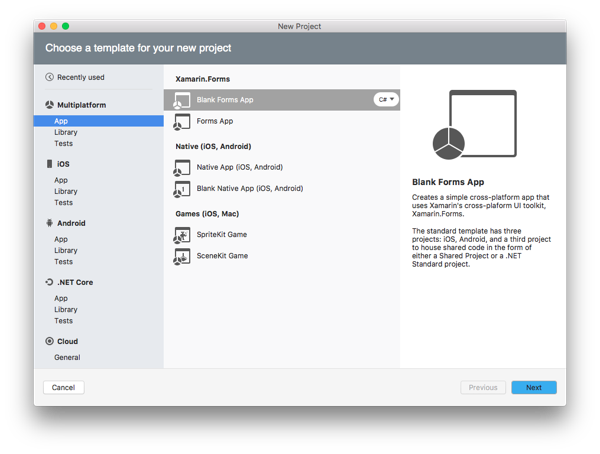 New Project
Choose a template for your new project
Recently used
Multiplatform
App
Library
Tests
iOS
App
Library
Tests
Android
App
Library
Tests
.NET Core
App
Library
Tests
Cloud
General
Xamarin.Forms
Blank Forms App
C#
Forms App
Native (iOS, Android)
Native App (iOS, Android)
Blank Native App (iOS, Android)
Games (iOS, Mac)
SpriteKit Game
SceneKit Game
Blank Forms App
Creates a simple cross-platform app that
uses Xamarin's cross-plaform UI toolkit,
Xamarin.Forms.
The standard template has three
projects: iOS, Android, and a third project
to house shared code in the form of
either a Shared Project or a .NET
Standard project.
Cancel
Previous
Next